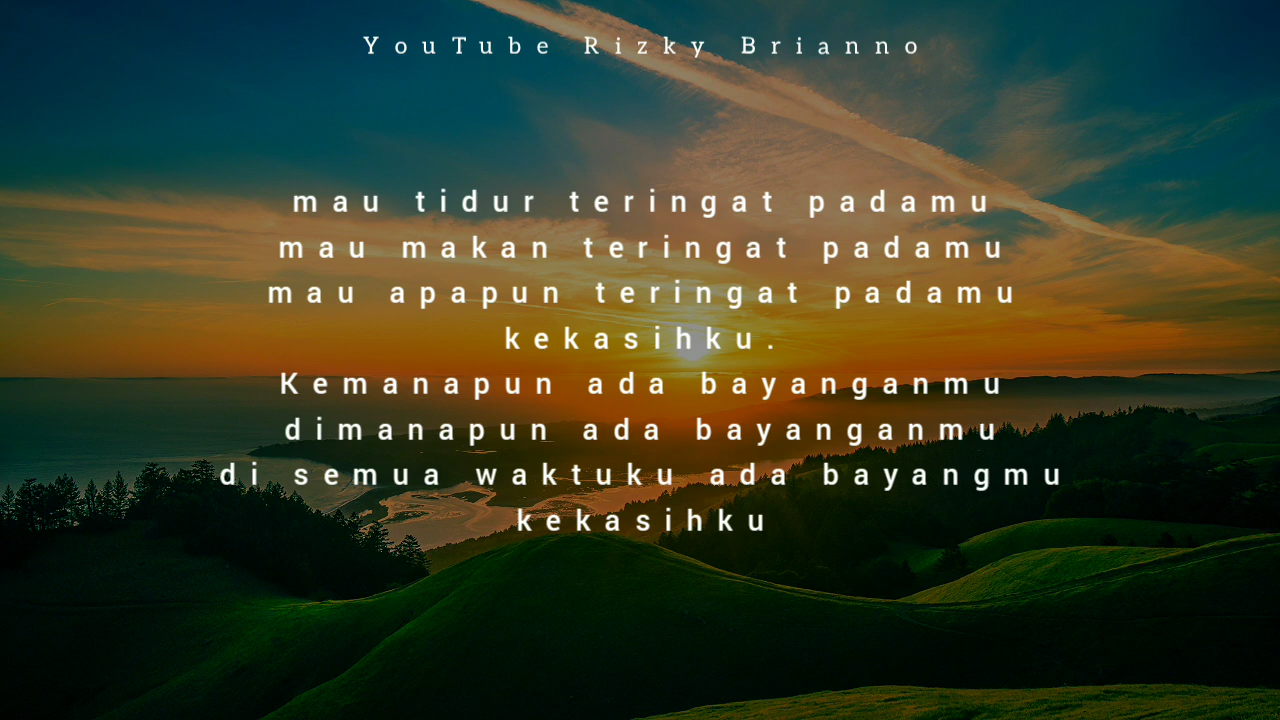 YouTube Rizky Brianno
mau tidur teringat padamu
mau makan teringat padamu
mau apapun teringat padamu
kekasihku.
Kemanapun ada bayanganmu
dimanapun ada bayanganmu
di semua waktuku ada bayangmu
kekasihku